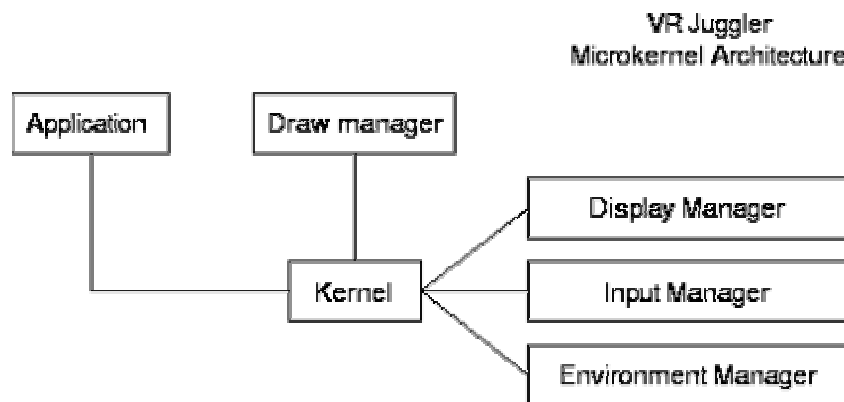 VR Juggler
Microkernel Architecture
Application
Draw manager
Display Manager
Kernel
Input Manager
Environment Manager